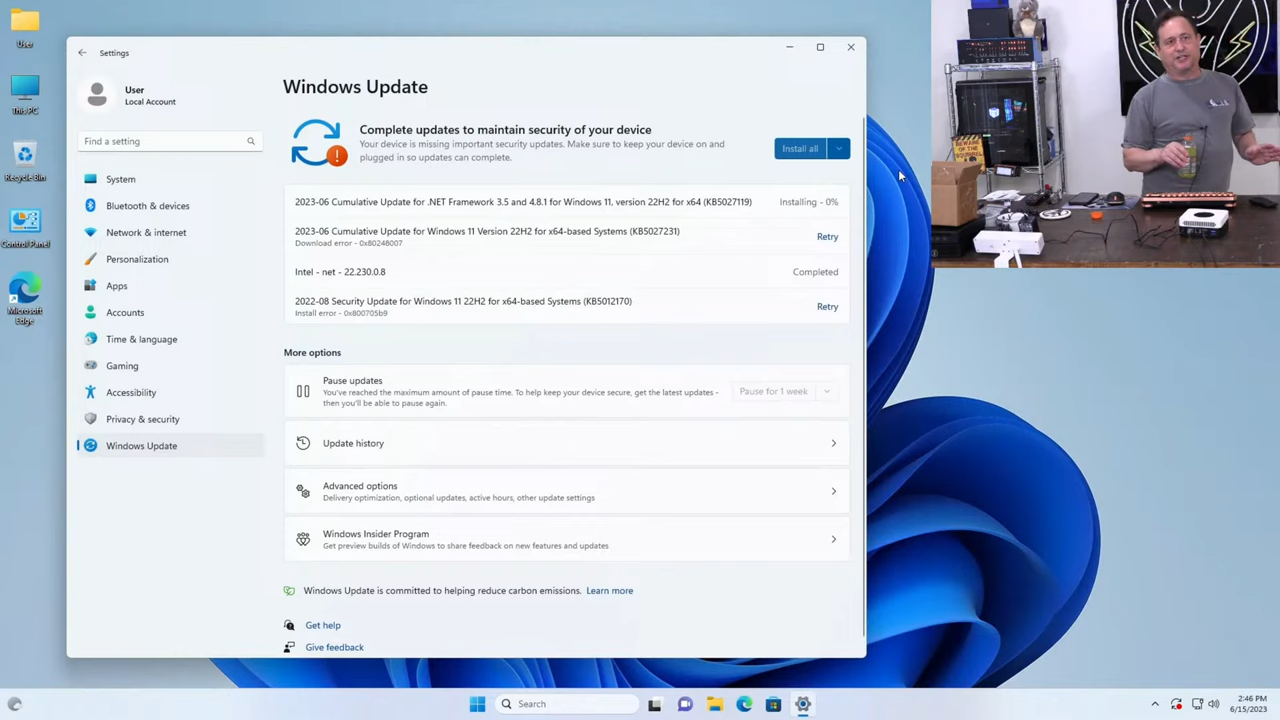 User
This PC
Recycle Bin
Control Panel
Microsoft
Edge
Settings
User
Local Account
Find a setting
System
Bluetooth & devices
Network & internet
Personalization
Apps
Accounts
Time & language
Gaming
Accessibility
Privacy & security
Windows Update
Windows Update
Complete updates to maintain security of your device
Your device is missing important security updates. Make sure to keep your device on and
plugged in so updates can complete.
Install all
2023-06 Cumulative Update for .NET Framework 3.5 and 4.8.1 for Windows 11, version 22H2 for x64 (KB5027119)
Installing - 0%
2023-06 Cumulative Update for Windows 11 Version 22H2 for x64-based Systems (KB5027231)
Download error - 0x80248007
Retry
Intel - net - 22.230.0.8
Completed
2022-08 Security Update for Windows 11 22H2 for x64-based Systems (KB5012170)
Install error - 0x800705b9
Retry
More options
Pause updates
You've reached the maximum amount of pause time. To help keep your device secure, get the latest updates -
then you'll be able to pause again.
Pause for 1 week
Update history
Advanced options
Delivery optimization, optional updates, active hours, other update settings
Windows Insider Program
Get preview builds of Windows to share feedback on new features and updates
Windows Update is committed to helping reduce carbon emissions. Learn more
Get help
Give feedback
BEWARE
OF THE
SQUIRREL
Search
2:46 PM
6/15/2023